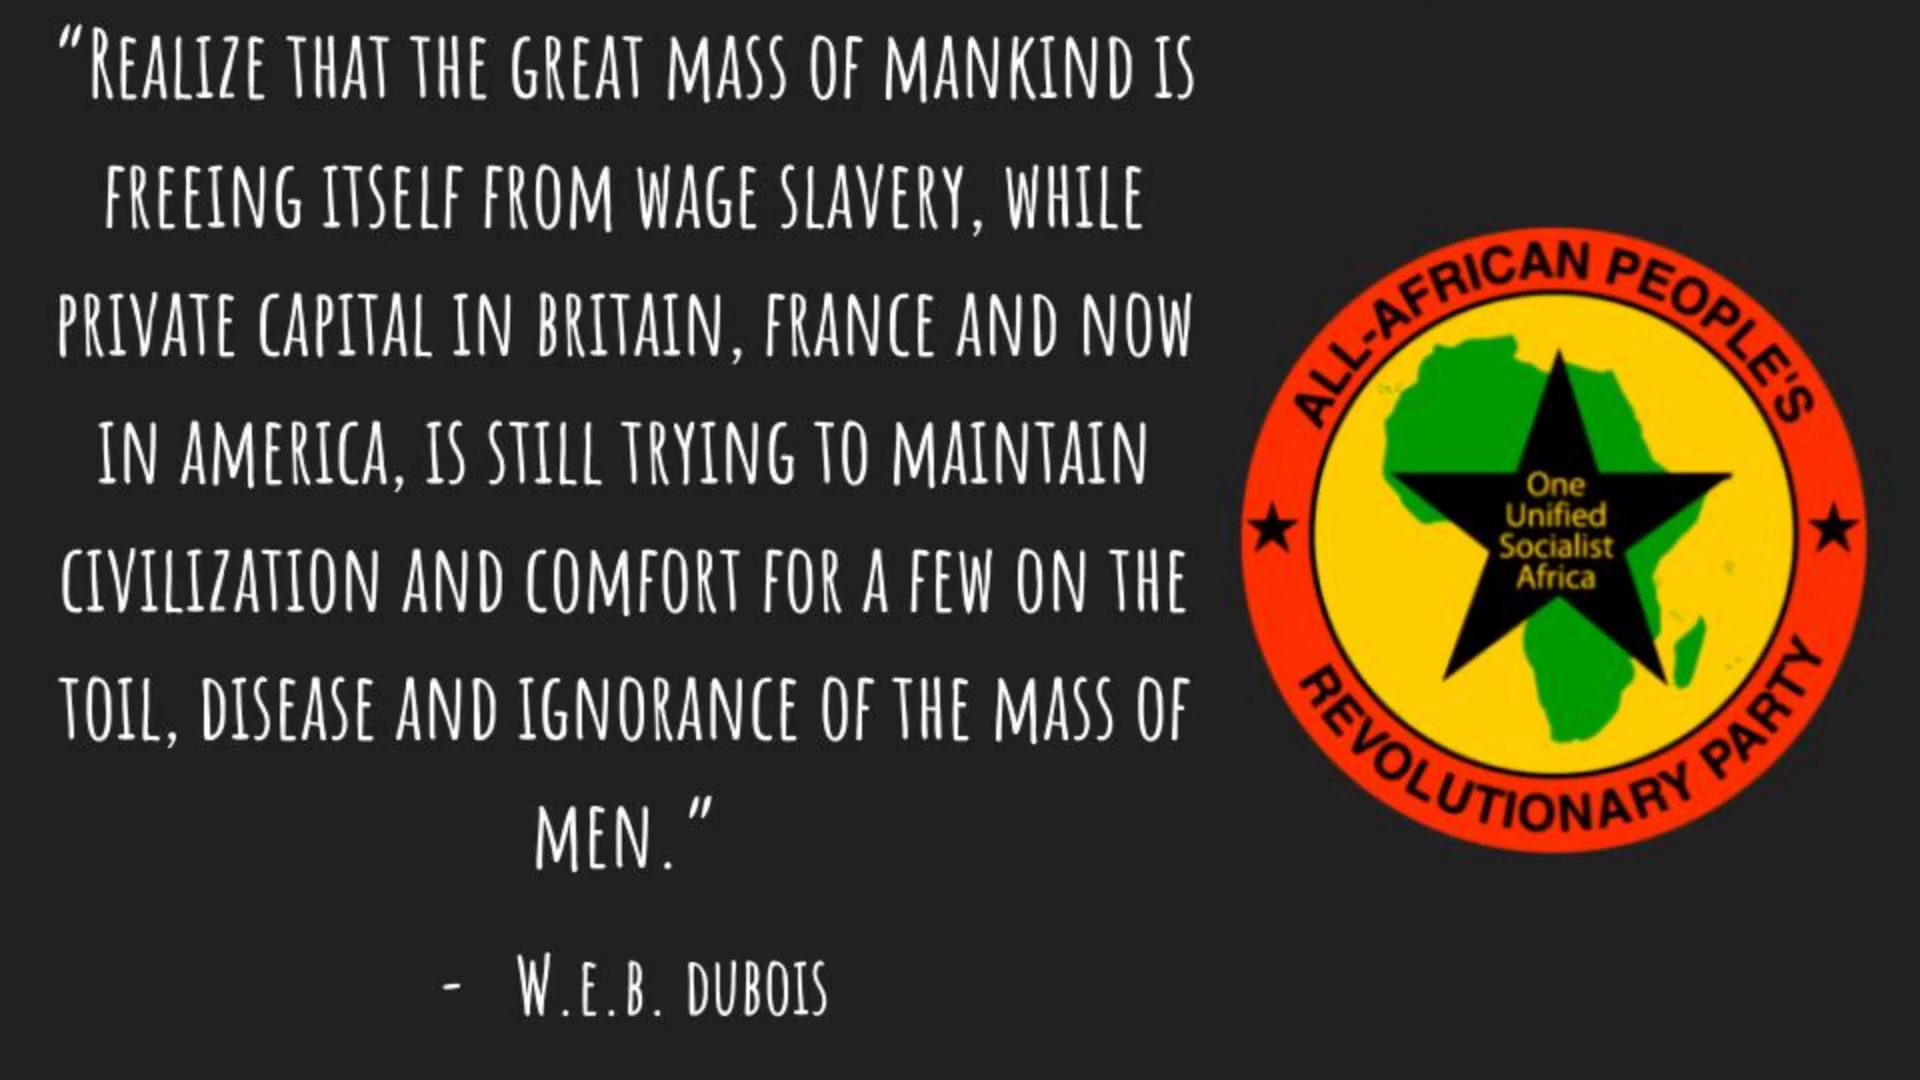 “REALIZE THAT THE GREAT MASS OF MANKIND IS
FREEING ITSELF FROM WAGE SLAVERY, WHILE
PRIVATE CAPITAL IN BRITAIN, FRANCE AND NOW
IN AMERICA, IS STILL TRYING TO MAINTAIN
CIVILIZATION AND COMFORT FOR A FEW ON THE
TOIL, DISEASE AND IGNORANCE OF THE MASS OF
MEN.”
- W.E.B. DUBOIS
ALL-AFRICAN PEOPLE'S
One
Unified
Socialist
Africa
REVOLUTIONARY PARTY